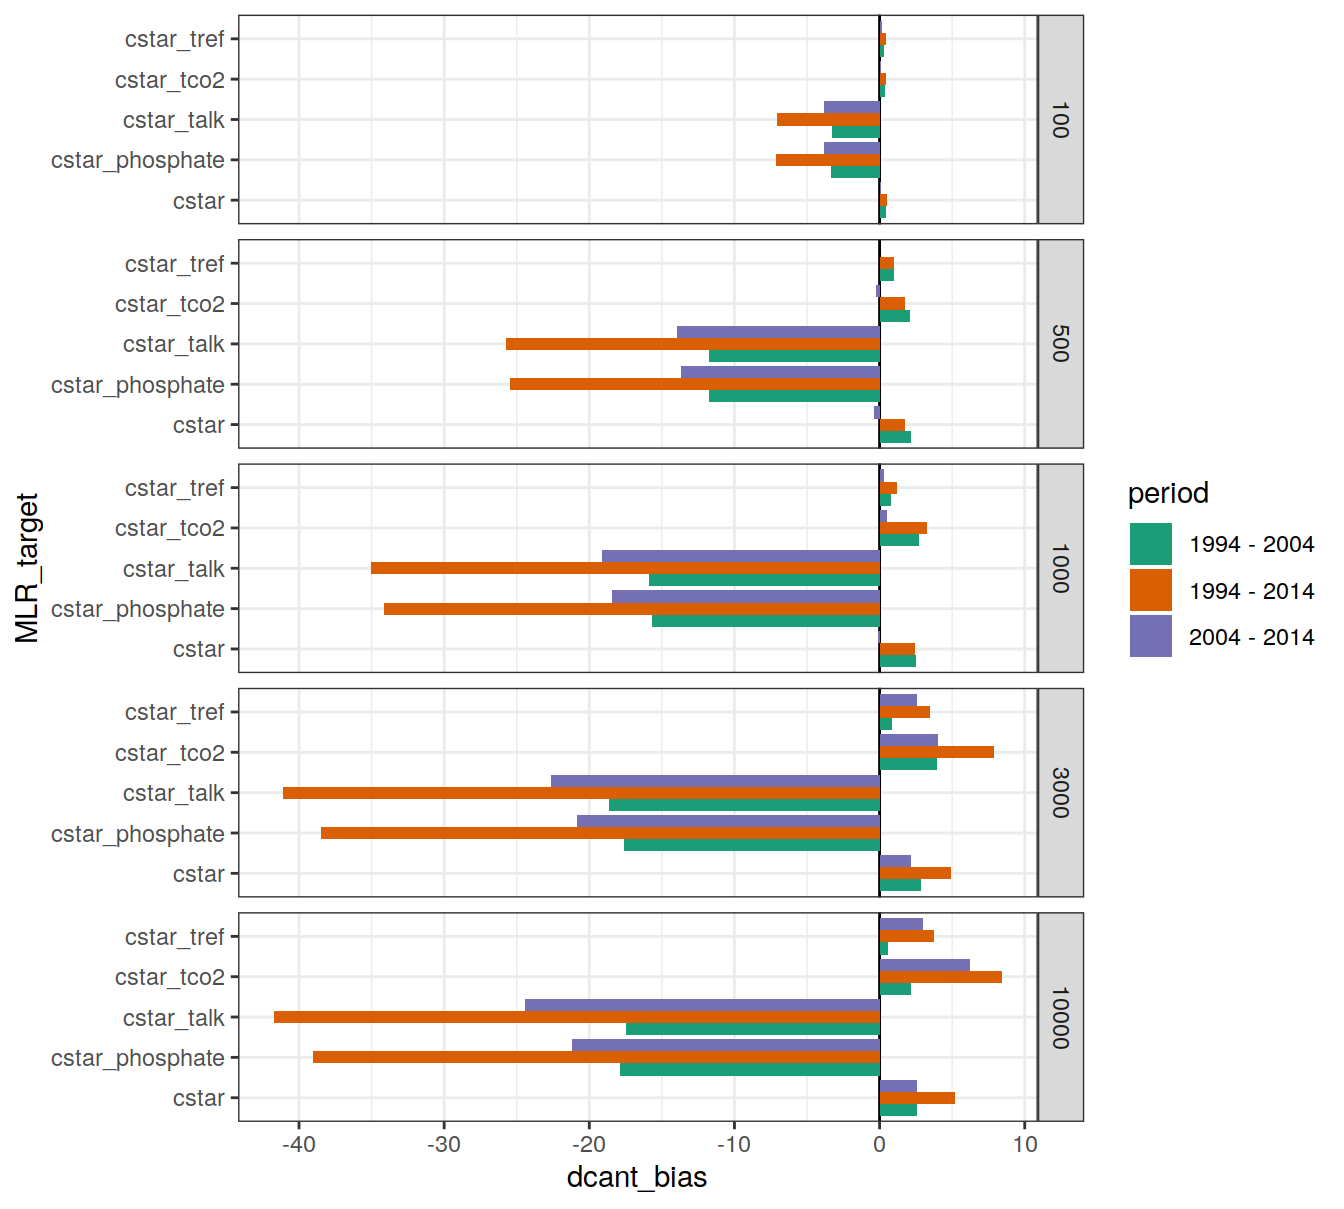 cstar_tref
cstar_tco2
cstar_talk
cstar_phosphate
cstar
100
cstar_tref
cstar_tco2
cstar_talk
cstar_phosphate
cstar
500
cstar_tref
cstar_tco2
cstar_talk
cstar_phosphate
cstar
1000
cstar_tref
cstar_tco2
cstar_talk
cstar_phosphate
cstar
3000
cstar_tref
cstar_tco2
cstar_talk
cstar_phosphate
cstar
10000
-40 -30 -20 -10 0 10
dcant_bias
MLR_target
period
1994 - 2004
1994 - 2014
2004 - 2014